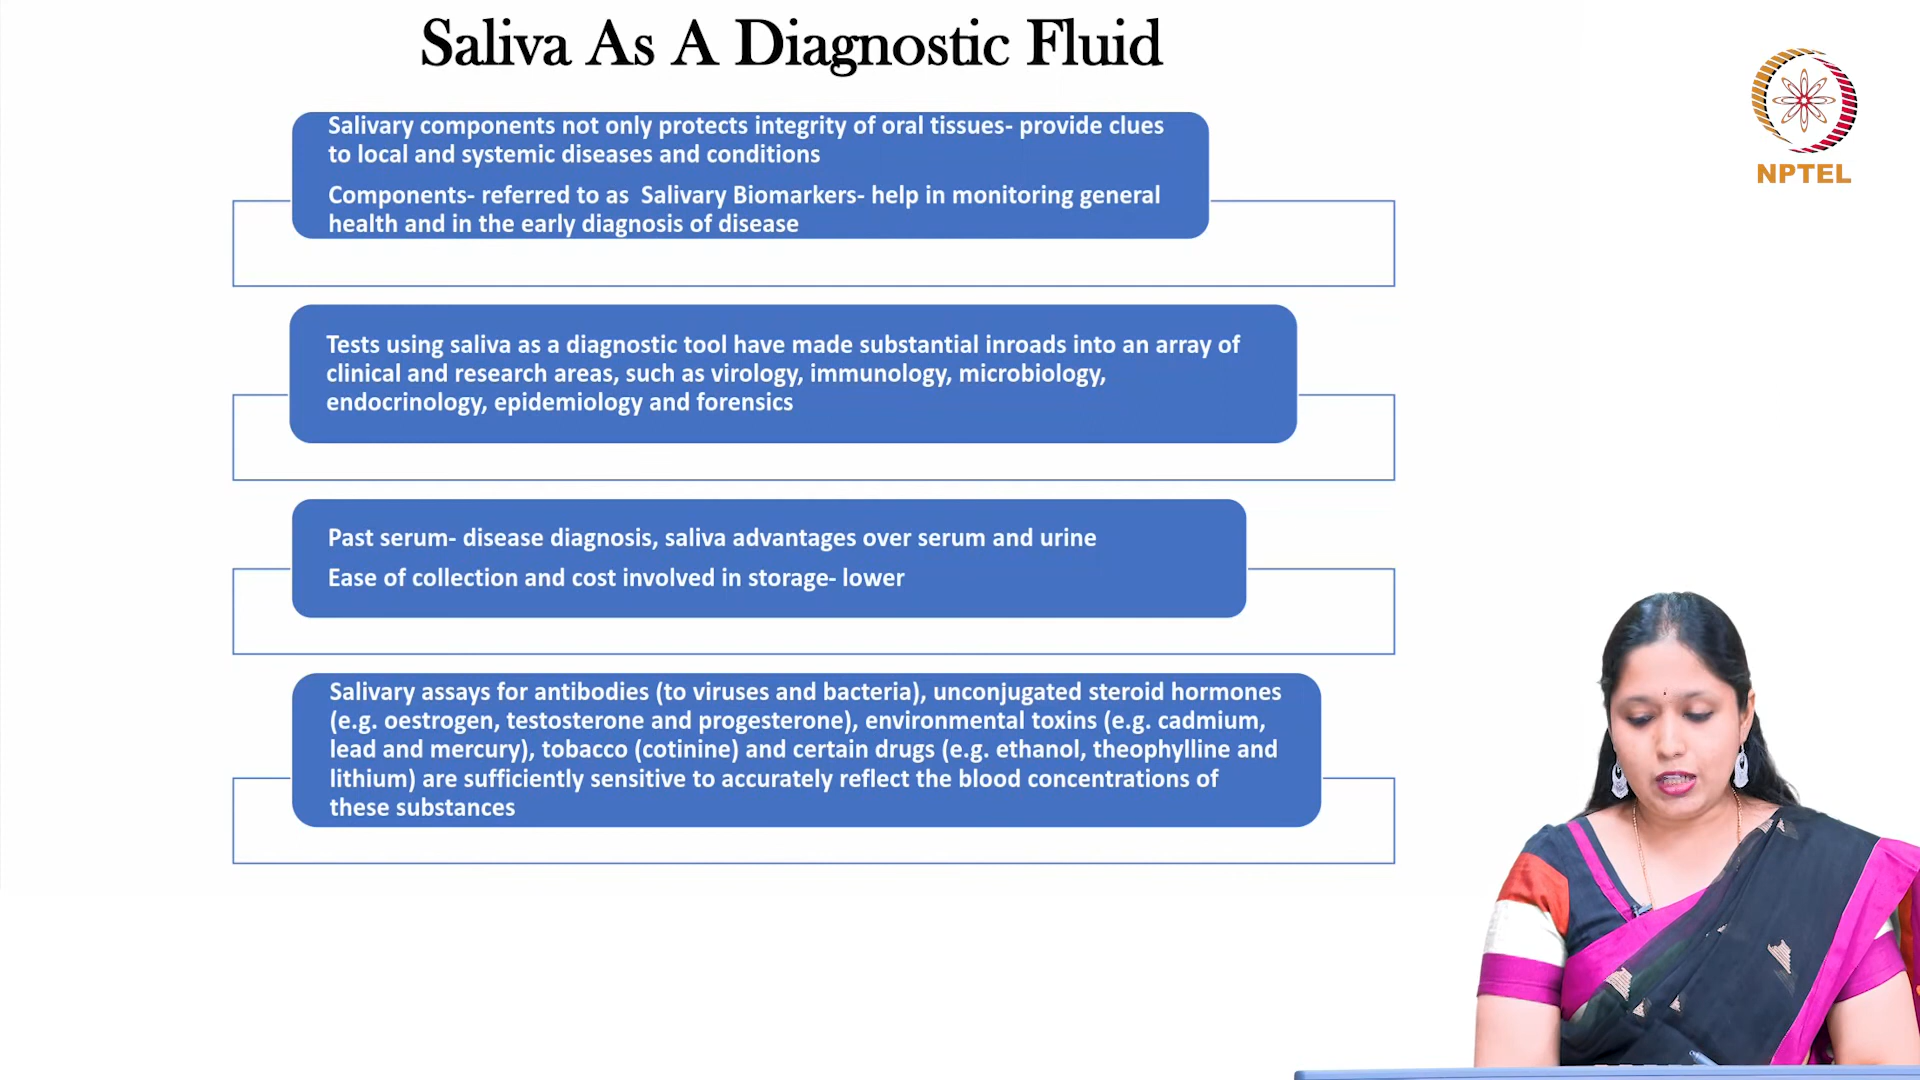 Saliva As A Diagnostic Fluid
NPTEL
Salivary components not only protects integrity of oral tissues- provide clues
to local and systemic diseases and conditions
Components- referred to as  Salivary Biomarkers- help in monitoring general
health and in the early diagnosis of disease
Tests using saliva as a diagnostic tool have made substantial inroads into an array of
clinical and research areas, such as virology, immunology, microbiology,
endocrinology, epidemiology and forensics
Past serum- disease diagnosis, saliva advantages over serum and urine
Ease of collection and cost involved in storage- lower
Salivary assays for antibodies (to viruses and bacteria), unconjugated steroid hormones
(e.g. oestrogen, testosterone and progesterone), environmental toxins (e.g. cadmium,
lead and mercury), tobacco (cotinine) and certain drugs (e.g. ethanol, theophylline and
lithium) are sufficiently sensitive to accurately reflect the blood concentrations of
these substances